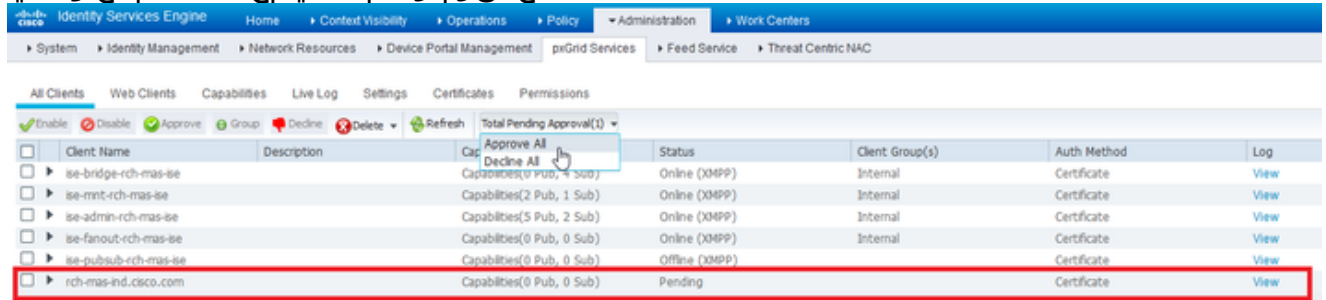 CISCO Identity Services Engine Home Context Visibility Operations Policy Administration Work Centers
System Identity Management Network Resources Device Portal Management pxGrid Services Feed Service Threat Centric NAC
All Clients Web Clients Capabilities Live Log Settings Certificates Permissions
Enable Disable Approve Group Decline Delete Refresh Total Pending Approval(1)
Approve All
Decline All
Client Name Description Cap Status Client Group(s) Auth Method Log
ise-bridge-rch-mas-ise Capabilities(0 Pub, 4 Sub) Online (XMPP) Internal Certificate View
ise-mnt-rch-mas-ise Capabilities(2 Pub, 1 Sub) Online (XMPP) Internal Certificate View
ise-admin-rch-mas-ise Capabilities(5 Pub, 2 Sub) Online (XMPP) Internal Certificate View
ise-fanout-rch-mas-ise Capabilities(0 Pub, 0 Sub) Online (XMPP) Internal Certificate View
ise-pubsub-rch-mas-ise Capabilities(0 Pub, 0 Sub) Offline (XMPP) Certificate View
rch-mas-ind.cisco.com Capabilities(0 Pub, 0 Sub) Pending Certificate View